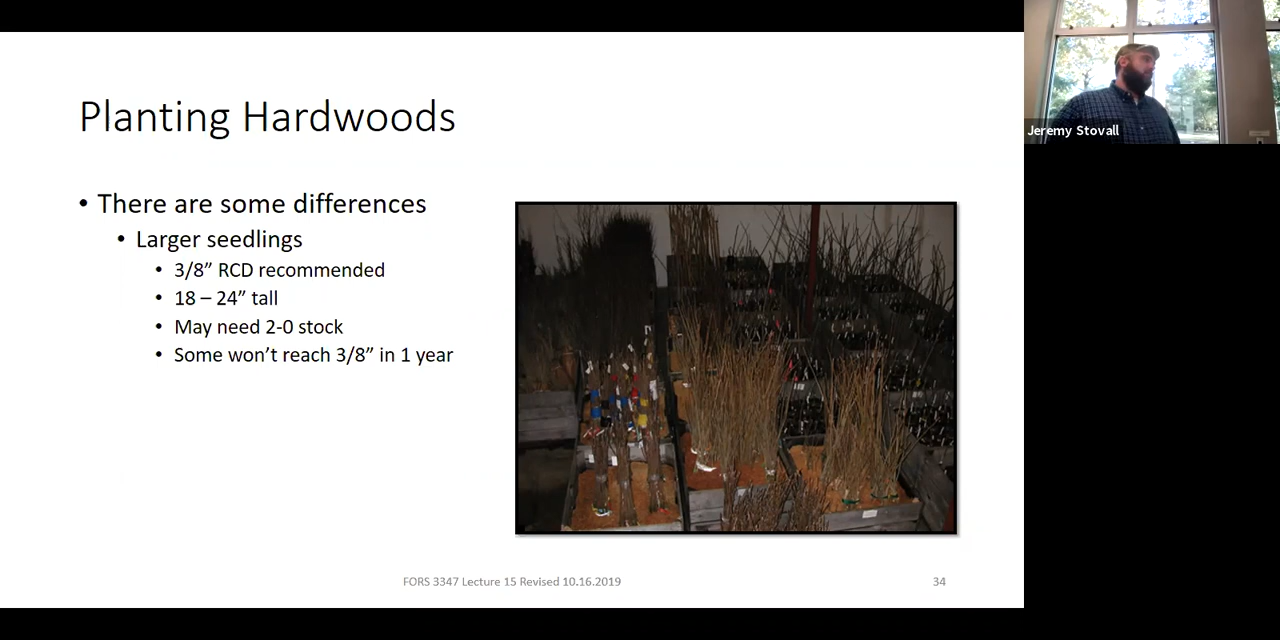 Planting Hardwoods
• There are some differences
• Larger seedlings
• 3/8” RCD recommended
• 18 – 24” tall
• May need 2-0 stock
• Some won’t reach 3/8” in 1 year
FORS 3347 Lecture 15 Revised 10.16.2019
34
Jeremy Stovall